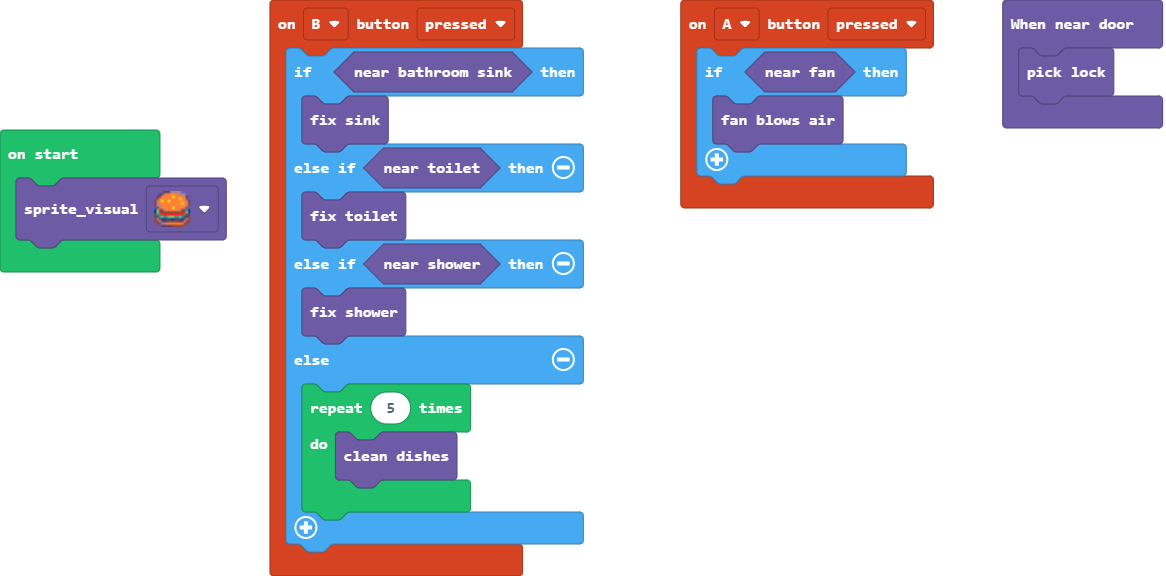 on start
sprite_visual
on B button pressed
if near bathroom sink then
fix sink
else if near toilet then
fix toilet
else if near shower then
fix shower
else
repeat 5 times
do
clean dishes
on A button pressed
if near fan then
fan blows air
When near door
pick lock